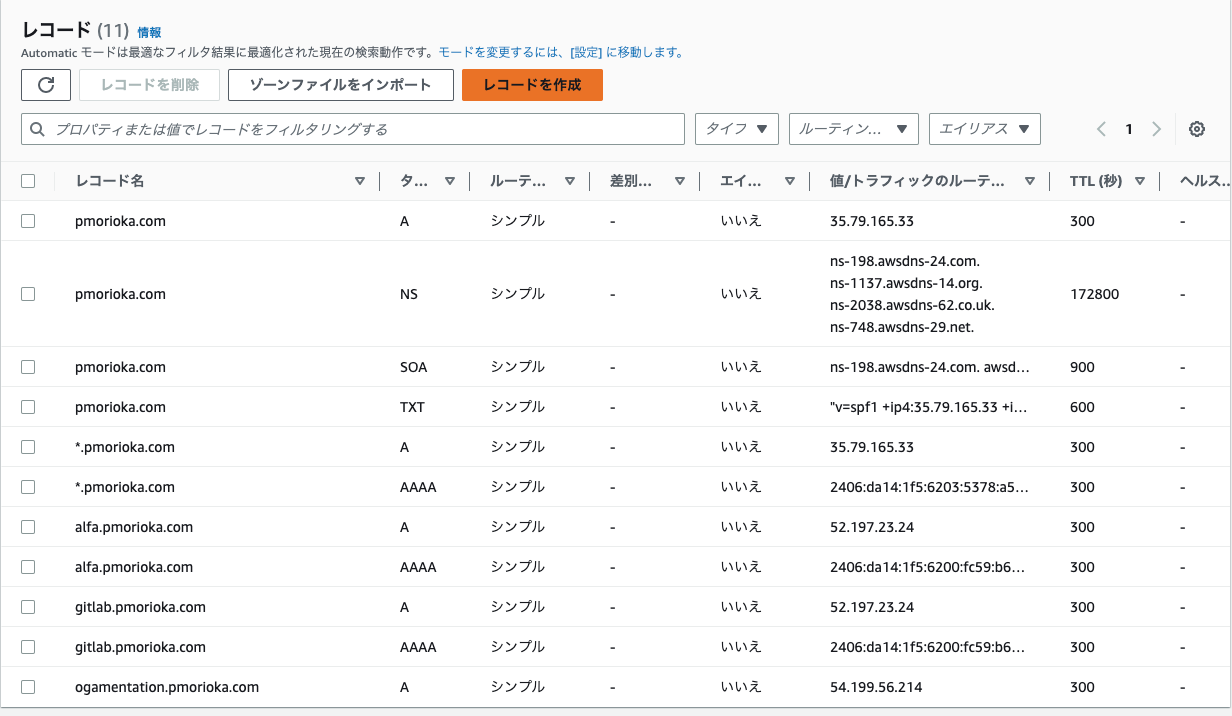 レコード (11) 情報
Automatic モードは最適なフィルタ結果に最適化された現在の検索動作です。モードを変更するには、[設定] に移動します。
レコードを削除 ゾーンファイルをインポート レコードを作成
プロパティまたは値でレコードをフィルタリングする タイプ ルーティン... エイリアス 1
レコード名 タ... ルーテ... 差別... エイ... 値/トラフィックのルーテ... TTL (秒) ヘルス...
pmorioka.com A シンプル - いいえ 35.79.165.33 300 -
ns-198.awsdns-24.com.
ns-1137.awsdns-14.org.
pmorioka.com NS シンプル - いいえ 172800 -
ns-2038.awsdns-62.co.uk.
ns-748.awsdns-29.net.
pmorioka.com SOA シンプル - いいえ ns-198.awsdns-24.com. awsd... 900 -
pmorioka.com TXT シンプル - いいえ "v=spf1 +ip4:35.79.165.33 +i... 600 -
*.pmorioka.com A シンプル - いいえ 35.79.165.33 300 -
*.pmorioka.com AAAA シンプル - いいえ 2406:da14:1f5:6203:5378:a5... 300 -
alfa.pmorioka.com A シンプル - いいえ 52.197.23.24 300 -
alfa.pmorioka.com AAAA シンプル - いいえ 2406:da14:1f5:6200:fc59:b6... 300 -
gitlab.pmorioka.com A シンプル - いいえ 52.197.23.24 300 -
gitlab.pmorioka.com AAAA シンプル - いいえ 2406:da14:1f5:6200:fc59:b6... 300 -
ogamentation.pmorioka.com A シンプル - いいえ 54.199.56.214 300 -